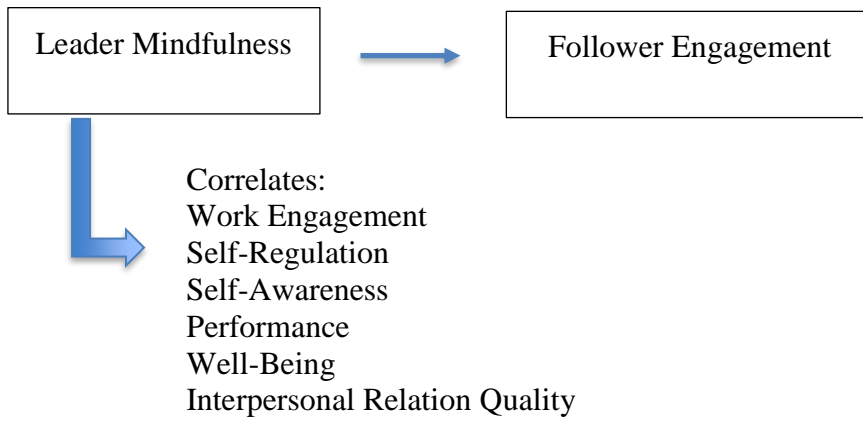 Leader Mindfulness
Follower Engagement
Correlates:
Work Engagement
Self-Regulation
Self-Awareness
Performance
Well-Being
Interpersonal Relation Quality